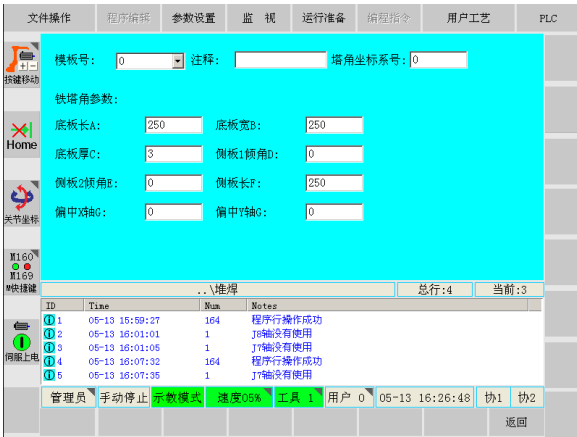 文件操作 程序编辑 参数设置 监 视 运行准备 编程指令 用户工艺 PLC
按键移动
Home
关节坐标
M160
M169
M快捷键
伺服上电
模板号: 0 注释: 塔角坐标系号: 0
铁塔角参数:
底板长A: 250 底板宽B: 250
底板厚C: 3 侧板1倾角D: 0
侧板2倾角E: 0 侧板长F: 250
偏中X轴G: 0 偏中Y轴G: 0
..\堆焊 总行:4 当前:3
ID Time Num Notes
1 05-13 15:59:27 164 程序行操作成功
2 05-13 16:01:01 1 J8轴没有使用
3 05-13 16:01:05 1 J7轴没有使用
4 05-13 16:07:32 164 程序行操作成功
5 05-13 16:07:35 1 J7轴没有使用
管理员 手动停止 示教模式 速度05% 工具 1 用户 0 05-13 16:26:48 协1 协2
返回